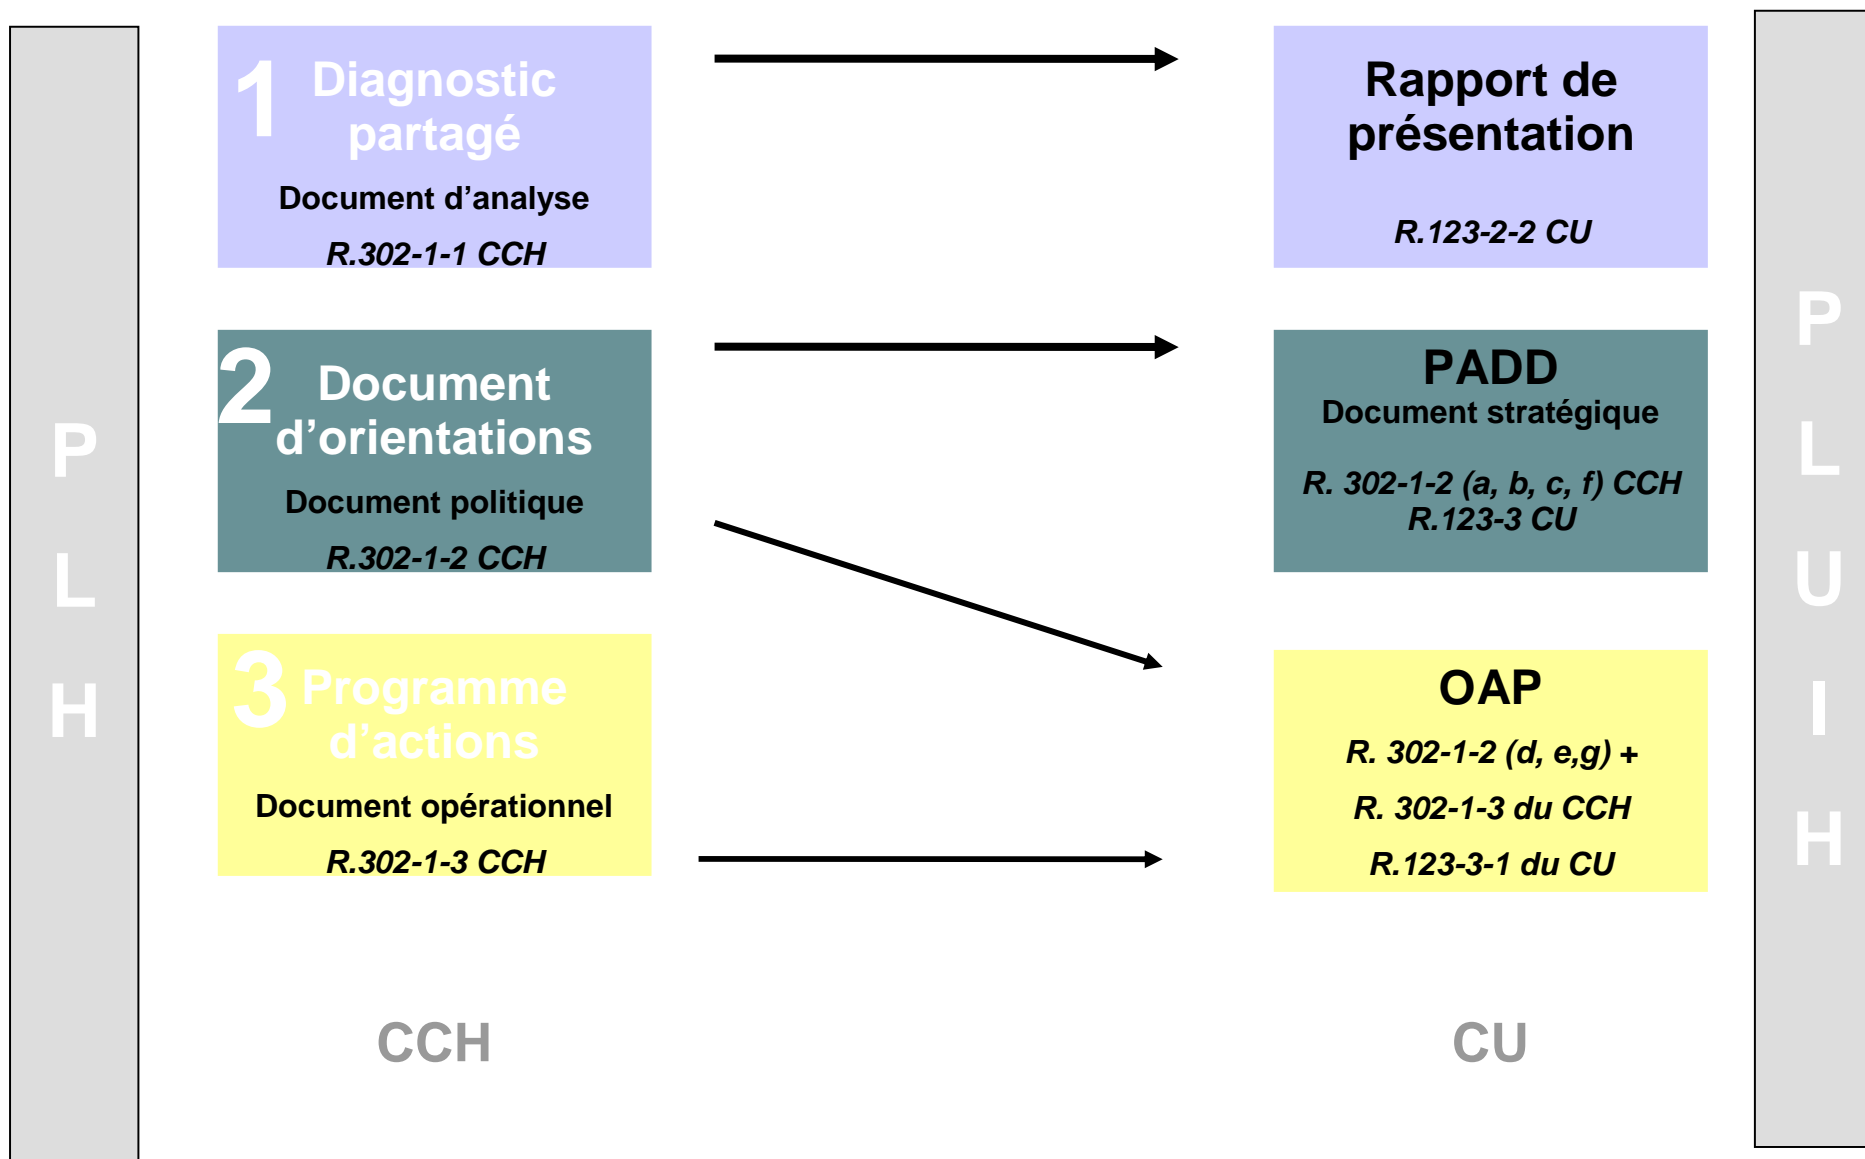 P
L
H
1
Diagnostic
partagé
Document d’analyse
R.302-1-1 CCH
2
Document
d’orientations
Document politique
R.302-1-2 CCH
3
Programme
d’actions
Document opérationnel
R.302-1-3 CCH
CCH
Rapport de
présentation
R.123-2-2 CU
PADD
Document stratégique
R. 302-1-2 (a, b, c, f) CCH
R.123-3 CU
OAP
R. 302-1-2 (d, e,g) +
R. 302-1-3 du CCH
R.123-3-1 du CU
CU
P
L
U
I
H